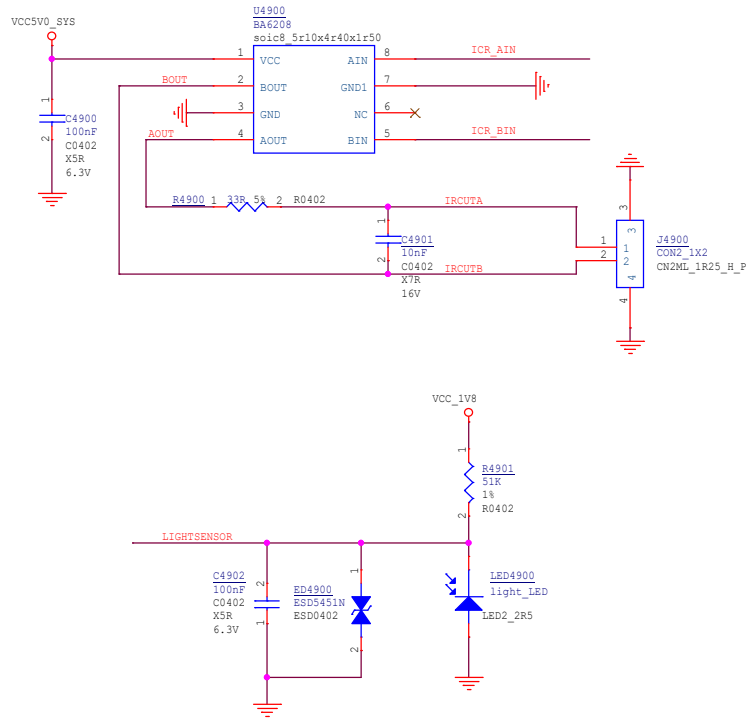 U4900
BA6208
soic8_5r10x4r40x1r50
VCC5V0_SYS
1
VCC
AIN
8
ICR_AIN
BOUT
2
BOUT
GND1
7
3
GND
NC
6
AOUT
4
AOUT
BIN
5
ICR_BIN
1
2
C4900
100nF
C0402
X5R
6.3V
R4900
1
33R
5%
2
R0402
IRCUTA
1
2
C4901
10nF
C0402
X7R
16V
IRCUTB
3
3
1
1
2
2
4
4
J4900
CON2_1X2
CN2ML_1R25_H_P
VCC_1V8
1
2
R4901
51K
1%
R0402
LIGHTSENSOR
C4902
100nF
C0402
X5R
6.3V
2
1
ED4900
ESD5451N
ESD0402
1
2
LED4900
light_LED
LED2_2R5